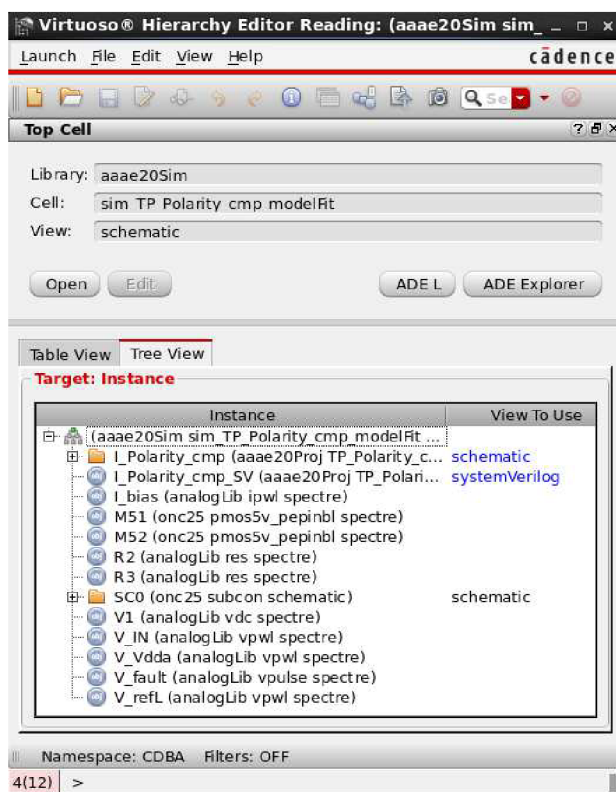 Virtuoso® Hierarchy Editor Reading: (aaae20Sim sim_
Launch File Edit View Help
cādence
Se
Top Cell
Library: aaae20Sim
Cell: sim TP Polarity cmp modelFit
View: schematic
Open Edit ADE L ADE Explorer
Table View Tree View
Target: Instance
Instance View To Use
(aaae20Sim sim_TP_Polarity_cmp_modelFit ...
I_Polarity_cmp (aaae20Proj TP_Polarity_c... schematic
I_Polarity_cmp_SV (aaae20Proj TP_Polari... systemVerilog
I_bias (analogLib ipwl spectre)
M51 (onc25 pmos5v_pepinbl spectre)
M52 (onc25 pmos5v_pepinbl spectre)
R2 (analogLib res spectre)
R3 (analogLib res spectre)
SC0 (onc25 subcon schematic) schematic
V1 (analogLib vdc spectre)
V_IN (analogLib vpwl spectre)
V_Vdda (analogLib vpwl spectre)
V_fault (analogLib vpulse spectre)
V_refL (analogLib vpwl spectre)
Namespace: CDBA Filters: OFF
4(12) >